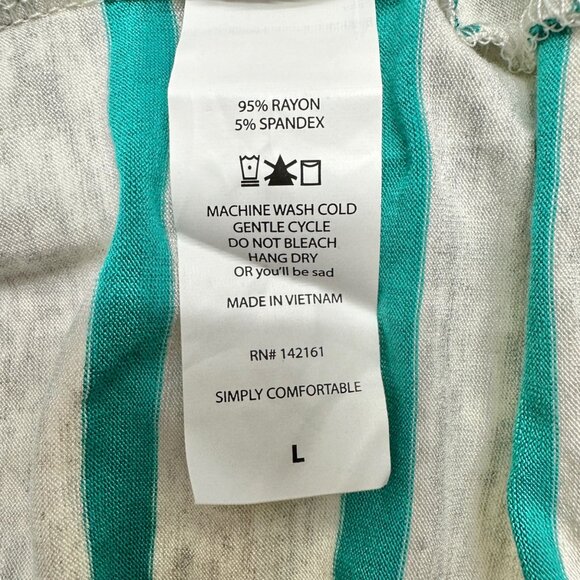 95% RAYON
5% SPANDEX
MACHINE WASH COLD
GENTLE CYCLE
DO NOT BLEACH
HANG DRY
OR you'll be sad
MADE IN VIETNAM
RN# 142161
SIMPLY COMFORTABLE
L